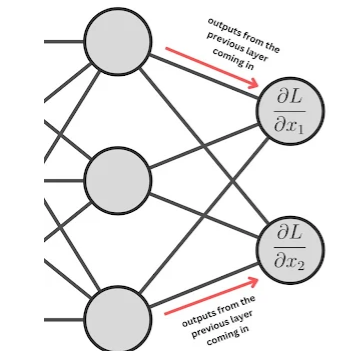 outputs from the
previous layer
coming in
∂L
∂x₁
∂L
∂x₂
outputs from the
previous layer
coming in